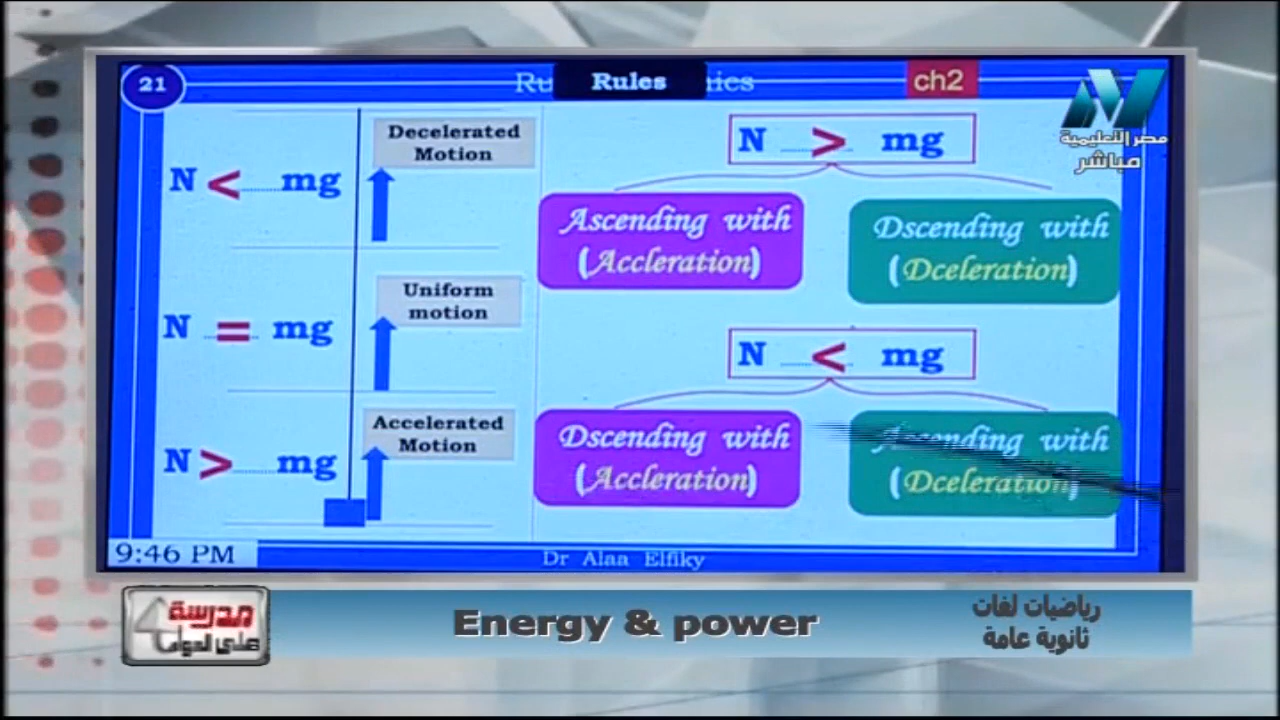 21
Rules
ch2
مصر التعليمية
مباشر
N < mg
Decelerated
Motion
N = mg
Uniform
motion
N > mg
Accelerated
Motion
N > mg
Ascending with
(Accleration)
Dscending with
(Dceleration)
N < mg
Dscending with
(Accleration)
Ascending with
(Dceleration)
9:46 PM
Dr Alaa Elfiky
مدرسة
على الهواء
Energy & power
رياضيات لغات
ثانوية عامة